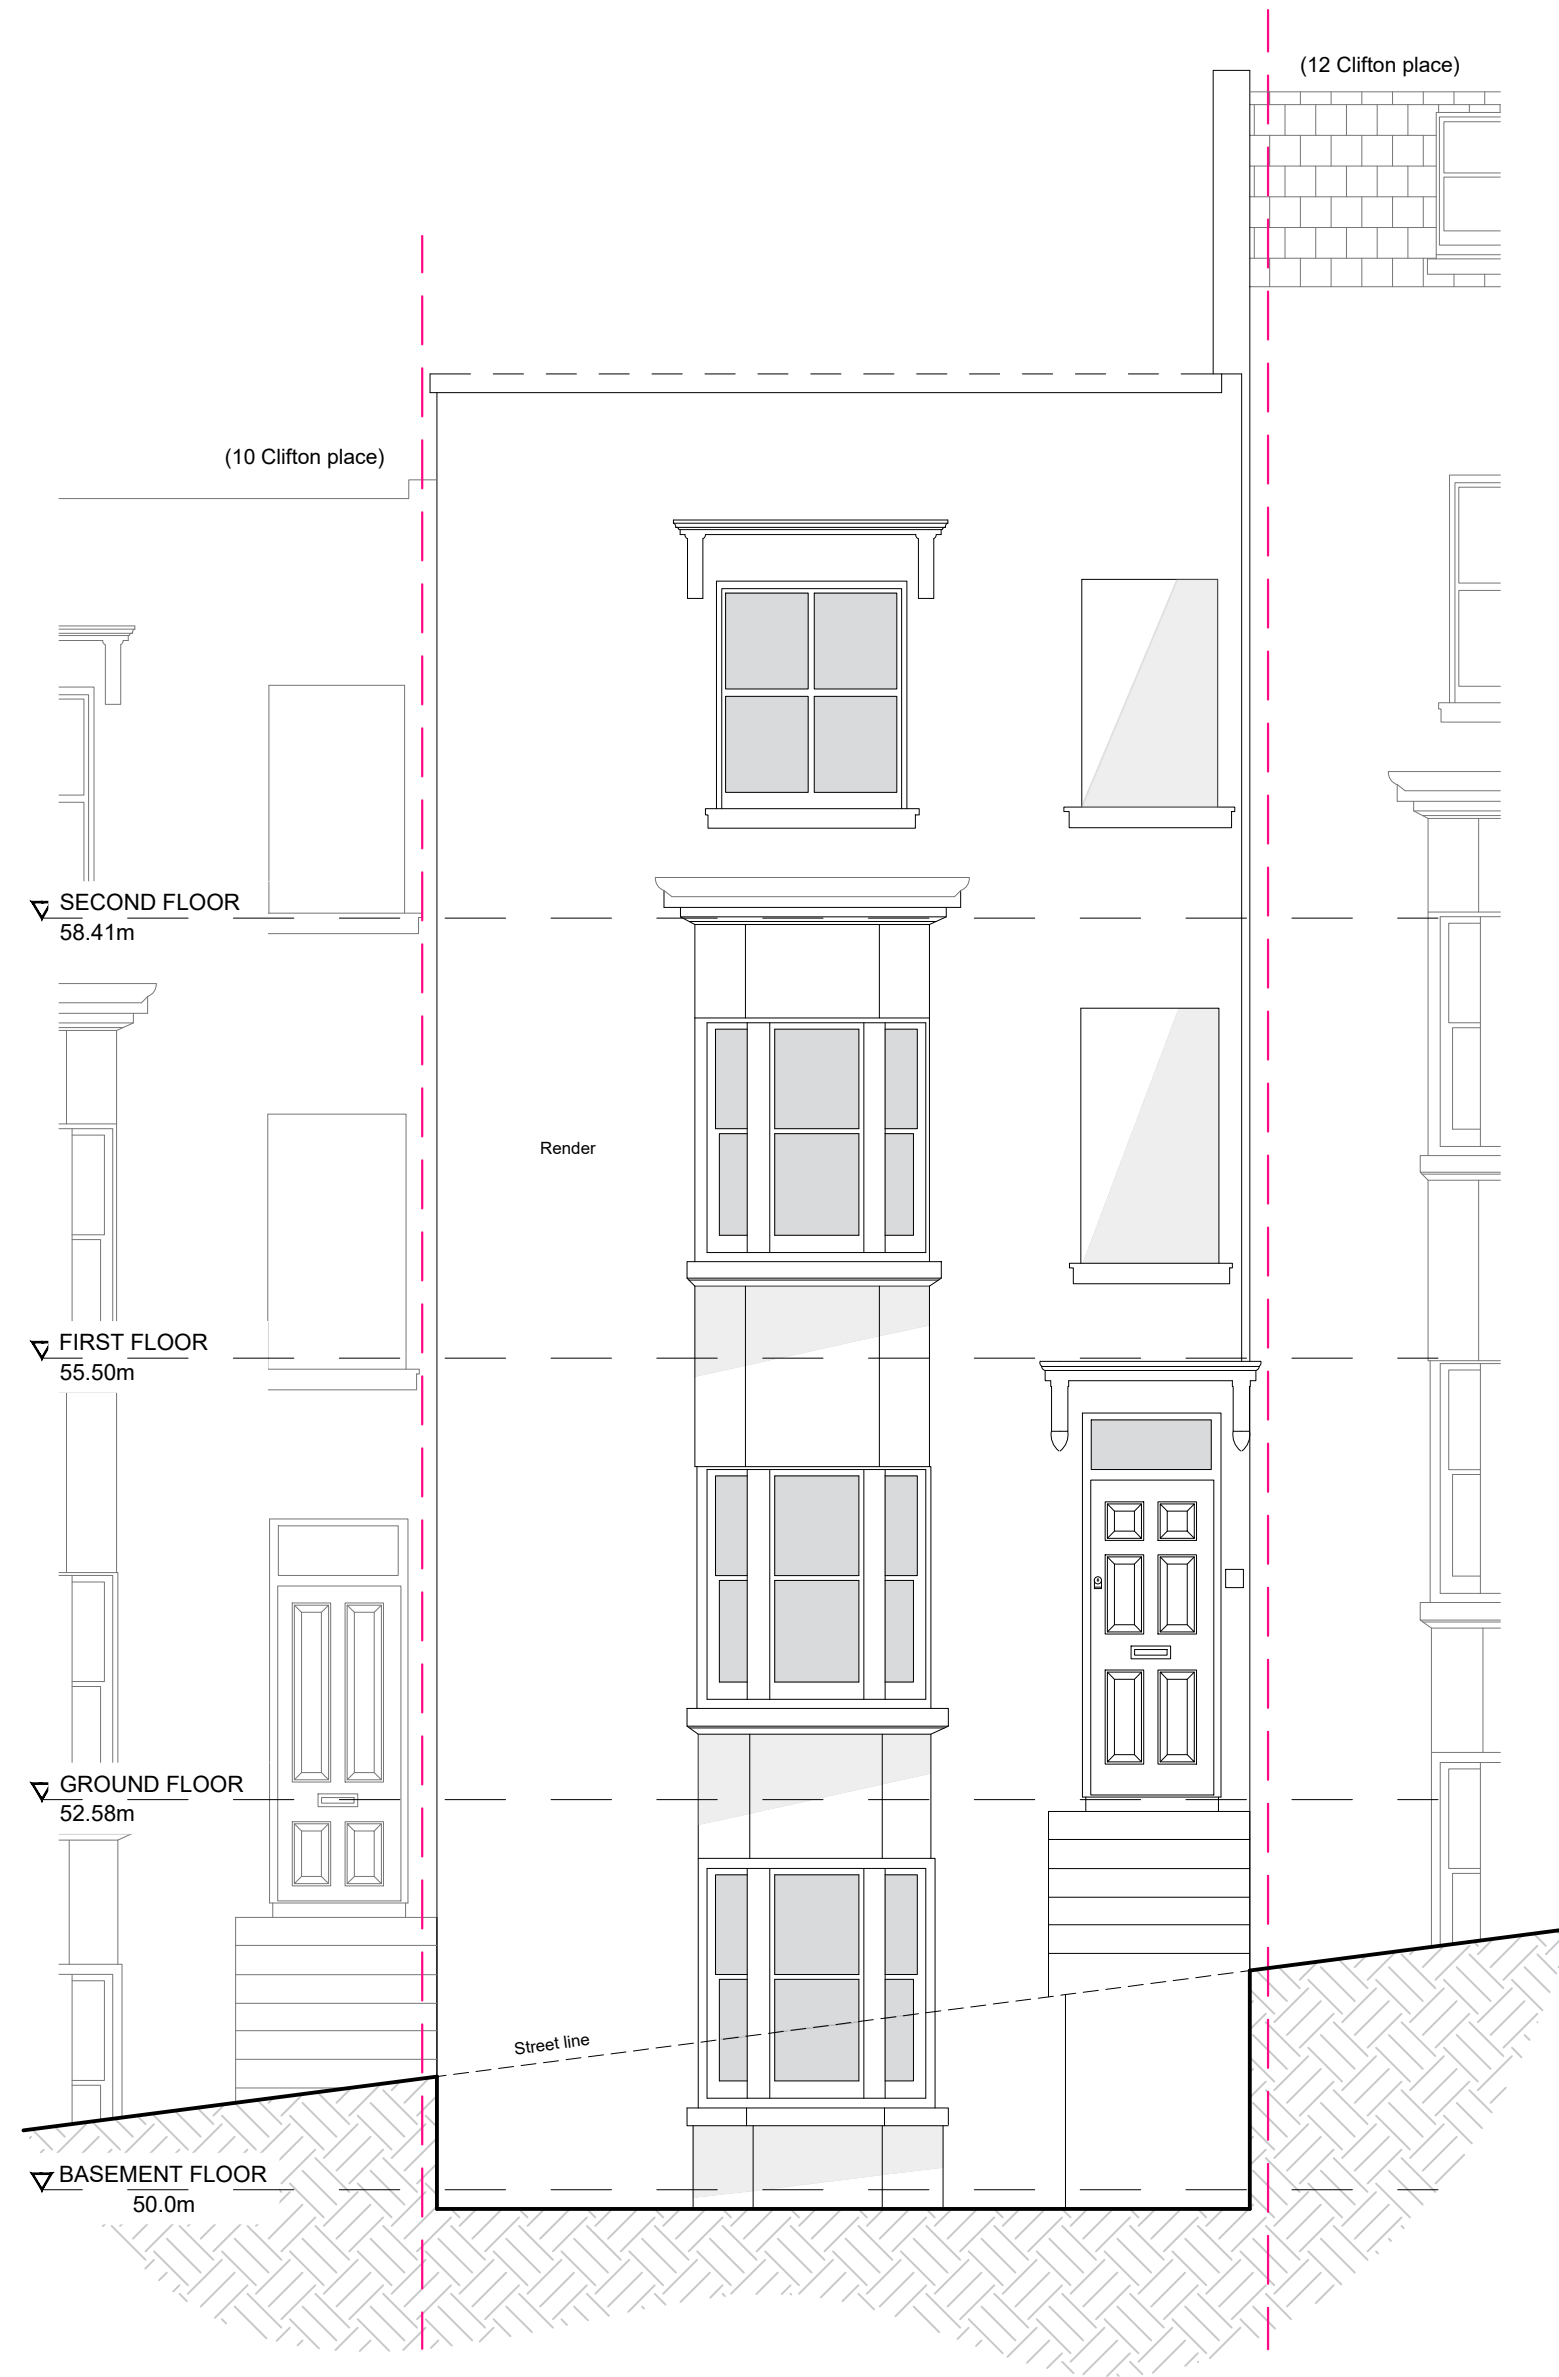 (12 Clifton place)
(10 Clifton place)
SECOND FLOOR
58.41m
Render
FIRST FLOOR
55.50m
GROUND FLOOR
52.58m
Street line
BASEMENT FLOOR
50.0m